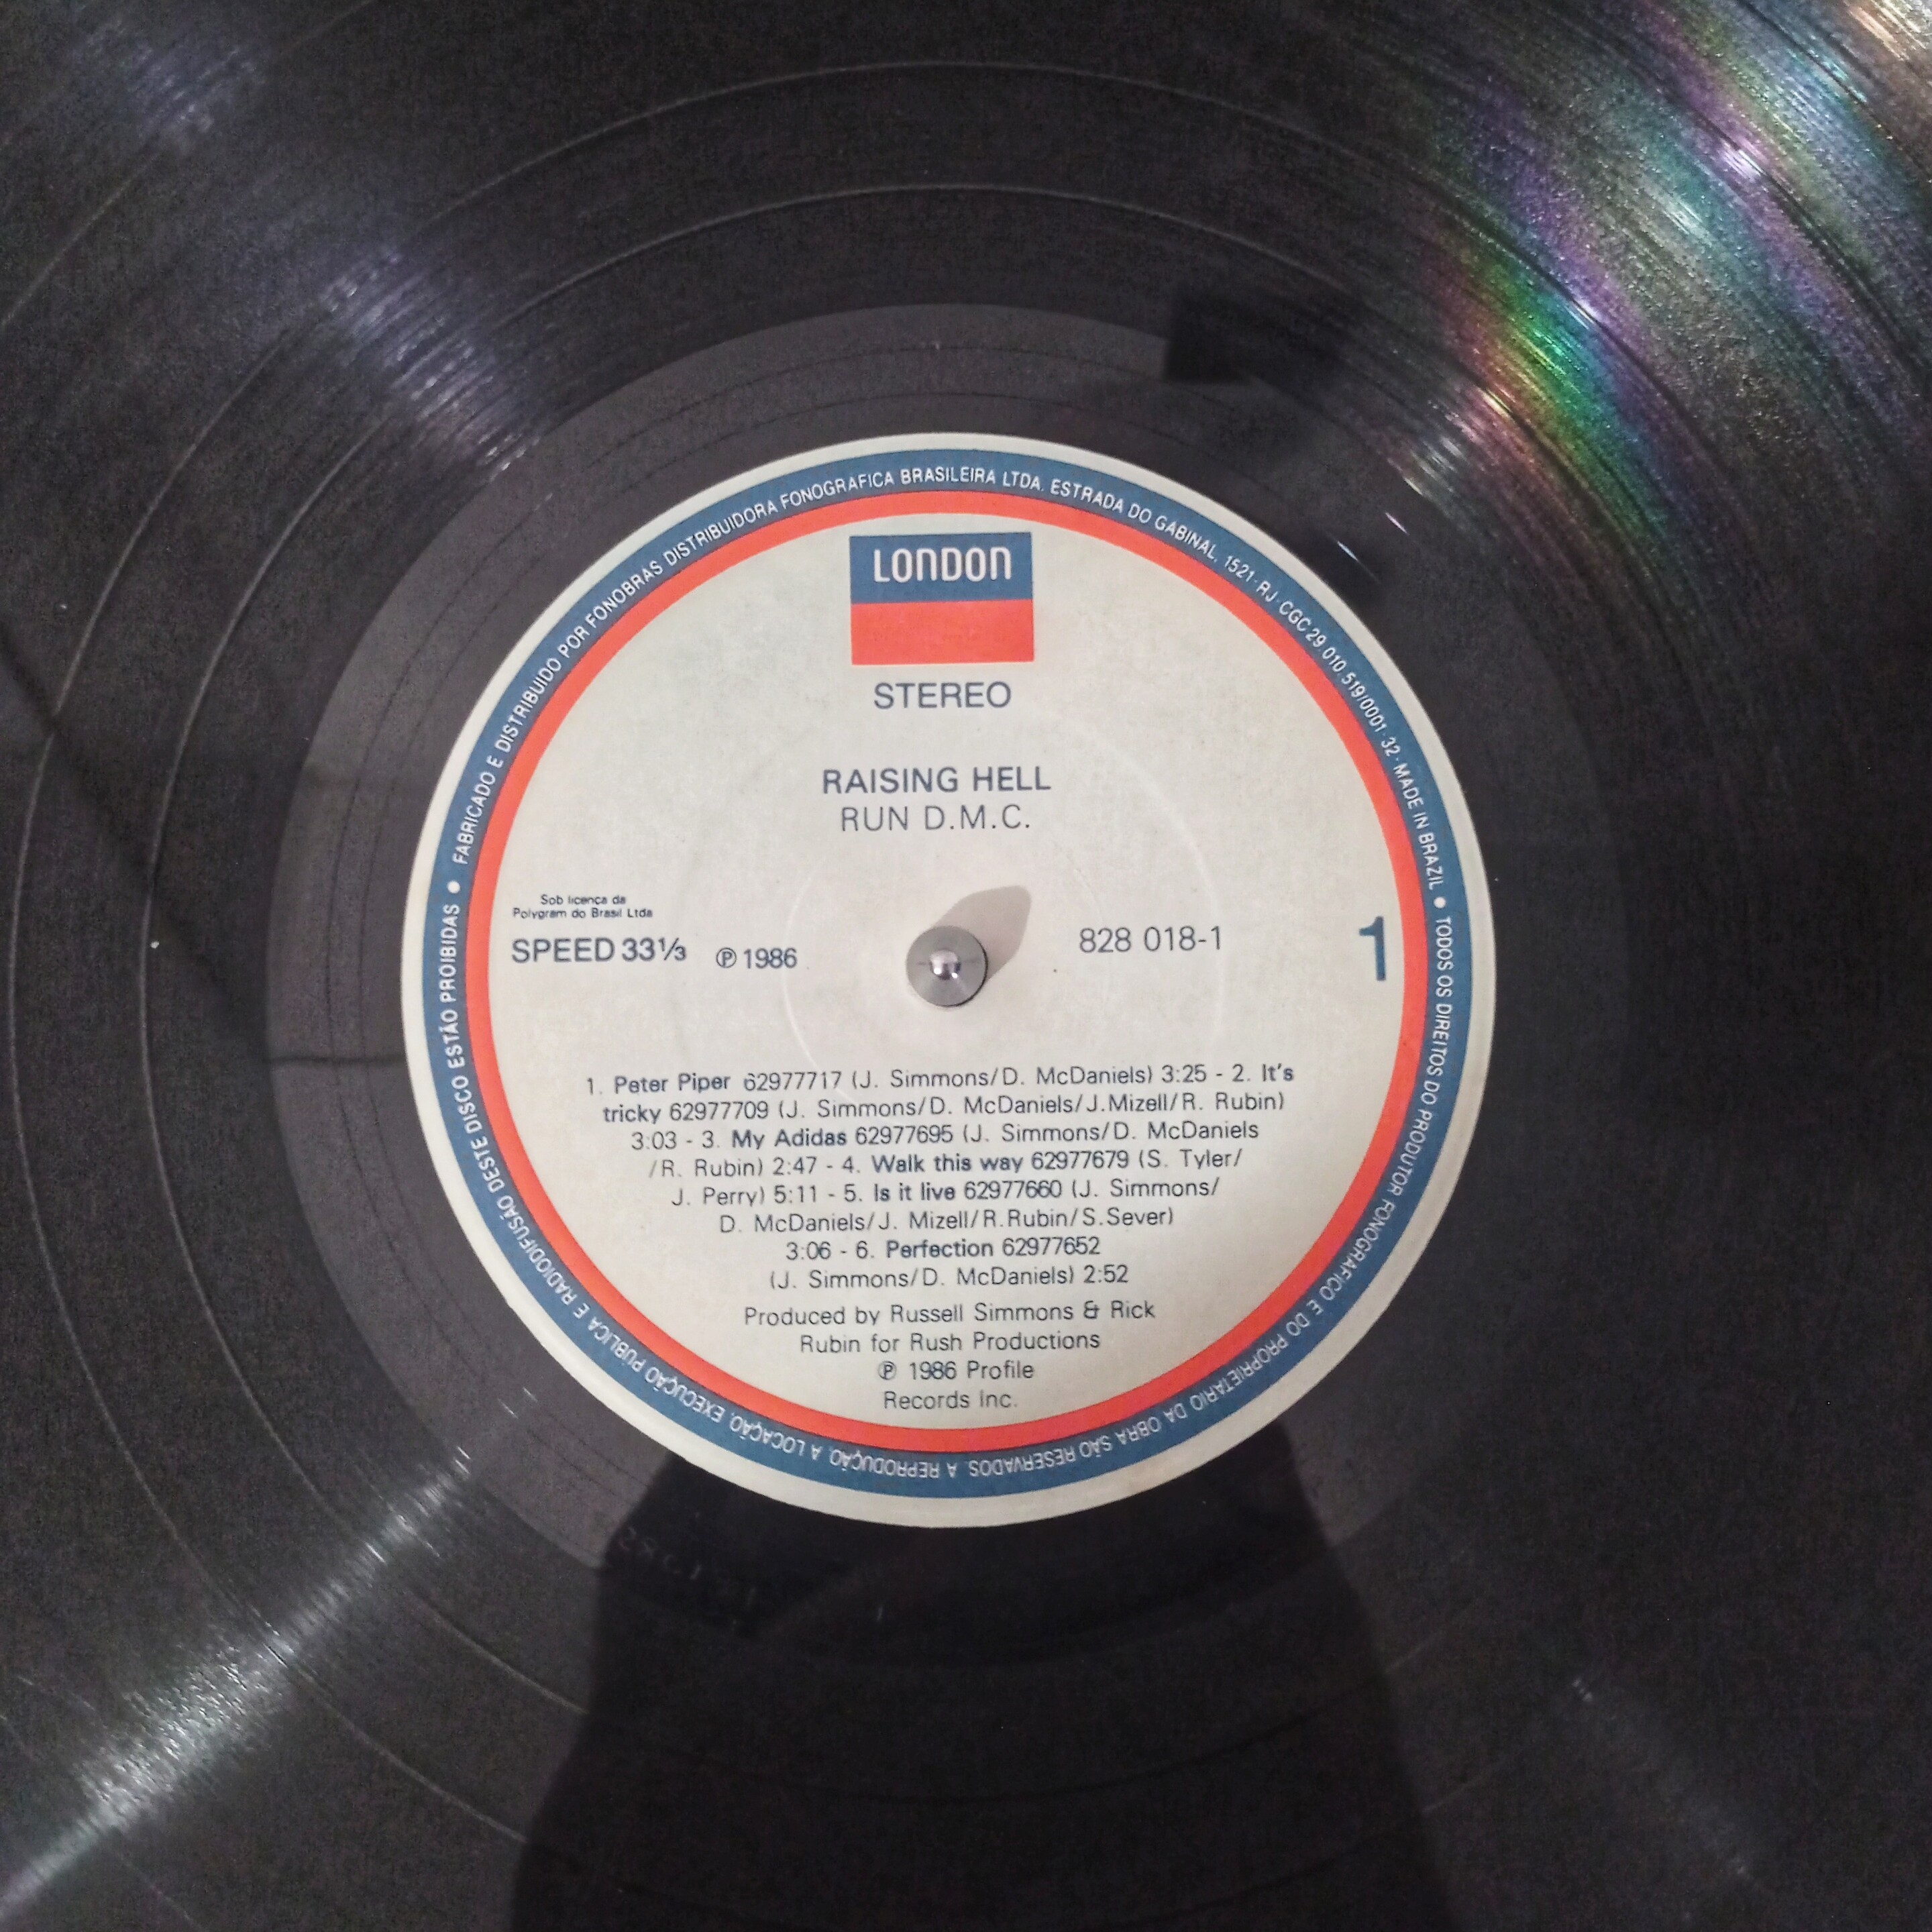 FABRICADO E DISTRIBUIDO POR FONOBRÁS DISTRIBUIDORA FONOGRÁFICA BRASILEIRA LTDA. ESTRADA DO GABINAL, 1521-RJ CGC 29 010.519/0001-32 - MADE IN BRAZIL • TODOS OS DIREITOS DO PRODUTOR FONOGRAFICO E DO PROPRIETARIO DA OBRA SÃO RESERVADOS. A REPRODUÇÃO, A LOCAÇÃO, EXECUÇÃO PÚBLICA E RADIODIFUSÃO DESTE DISCO ESTÃO PROIBIDAS •
LONDON
STEREO
RAISING HELL
RUN D.M.C.
Sob licença da
Polygram do Brasil Ltda
SPEED 33⅓ ℗ 1986
828 018-1
1
1. Peter Piper 62977717 (J. Simmons/D. McDaniels) 3:25 - 2. It's
tricky 62977709 (J. Simmons/D. McDaniels/J.Mizell/R. Rubin)
3:03 - 3. My Adidas 62977695 (J. Simmons/D. McDaniels
/R. Rubin) 2:47 - 4. Walk this way 62977679 (S. Tyler/
J. Perry) 5:11 - 5. Is it live 62977660 (J. Simmons/
D. McDaniels/J. Mizell/R.Rubin/S.Sever)
3:06 - 6. Perfection 62977652
(J. Simmons/D. McDaniels) 2:52
Produced by Russell Simmons & Rick
Rubin for Rush Productions
℗ 1986 Profile
Records Inc.